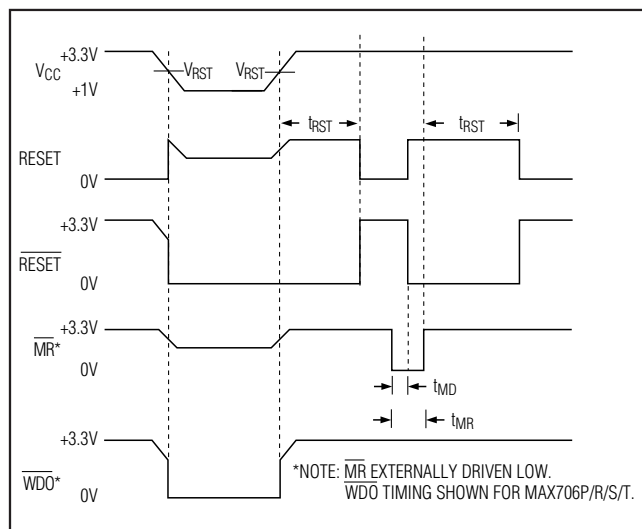 +3.3V
VCC
VRST
VRST
+1V
tRST
tRST
RESET
0V
+3.3V
RESET
0V
+3.3V
MR*
0V
tMD
tMR
+3.3V
WDO*
0V
*NOTE: MR EXTERNALLY DRIVEN LOW.
WDO TIMING SHOWN FOR MAX706P/R/S/T.